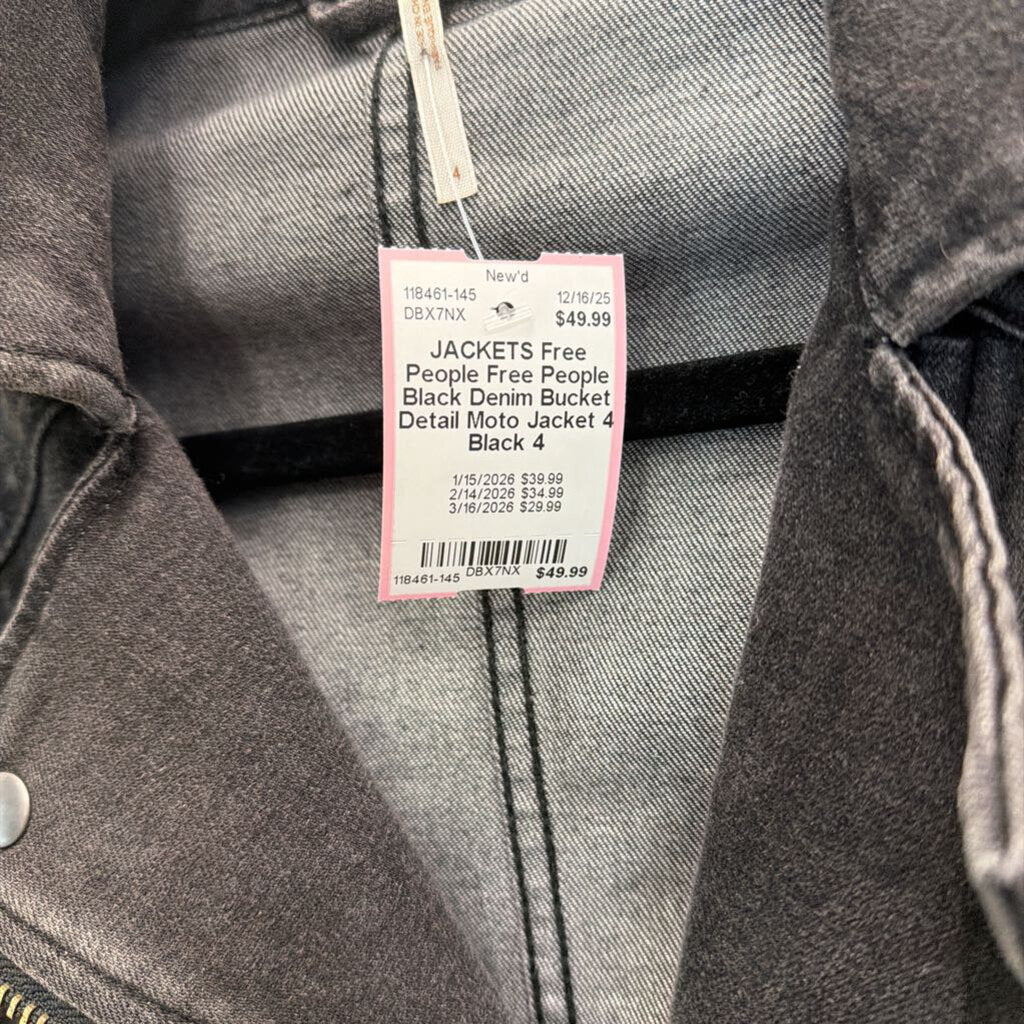 4
New'd
118461-145 12/16/25
DBX7NX $49.99
JACKETS Free
People Free People
Black Denim Bucket
Detail Moto Jacket 4
Black 4
1/15/2026 $39.99
2/14/2026 $34.99
3/16/2026 $29.99
118461-145 DBX7NX $49.99